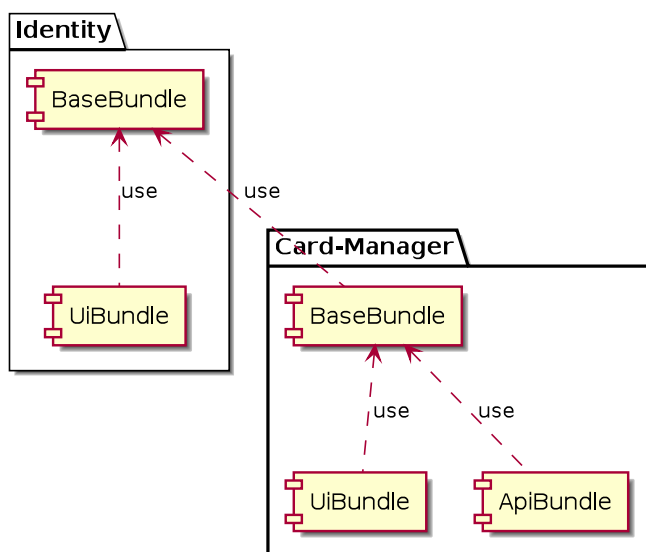 Identity
BaseBundle
use
use
UiBundle
Card-Manager
BaseBundle
use
use
UiBundle
ApiBundle